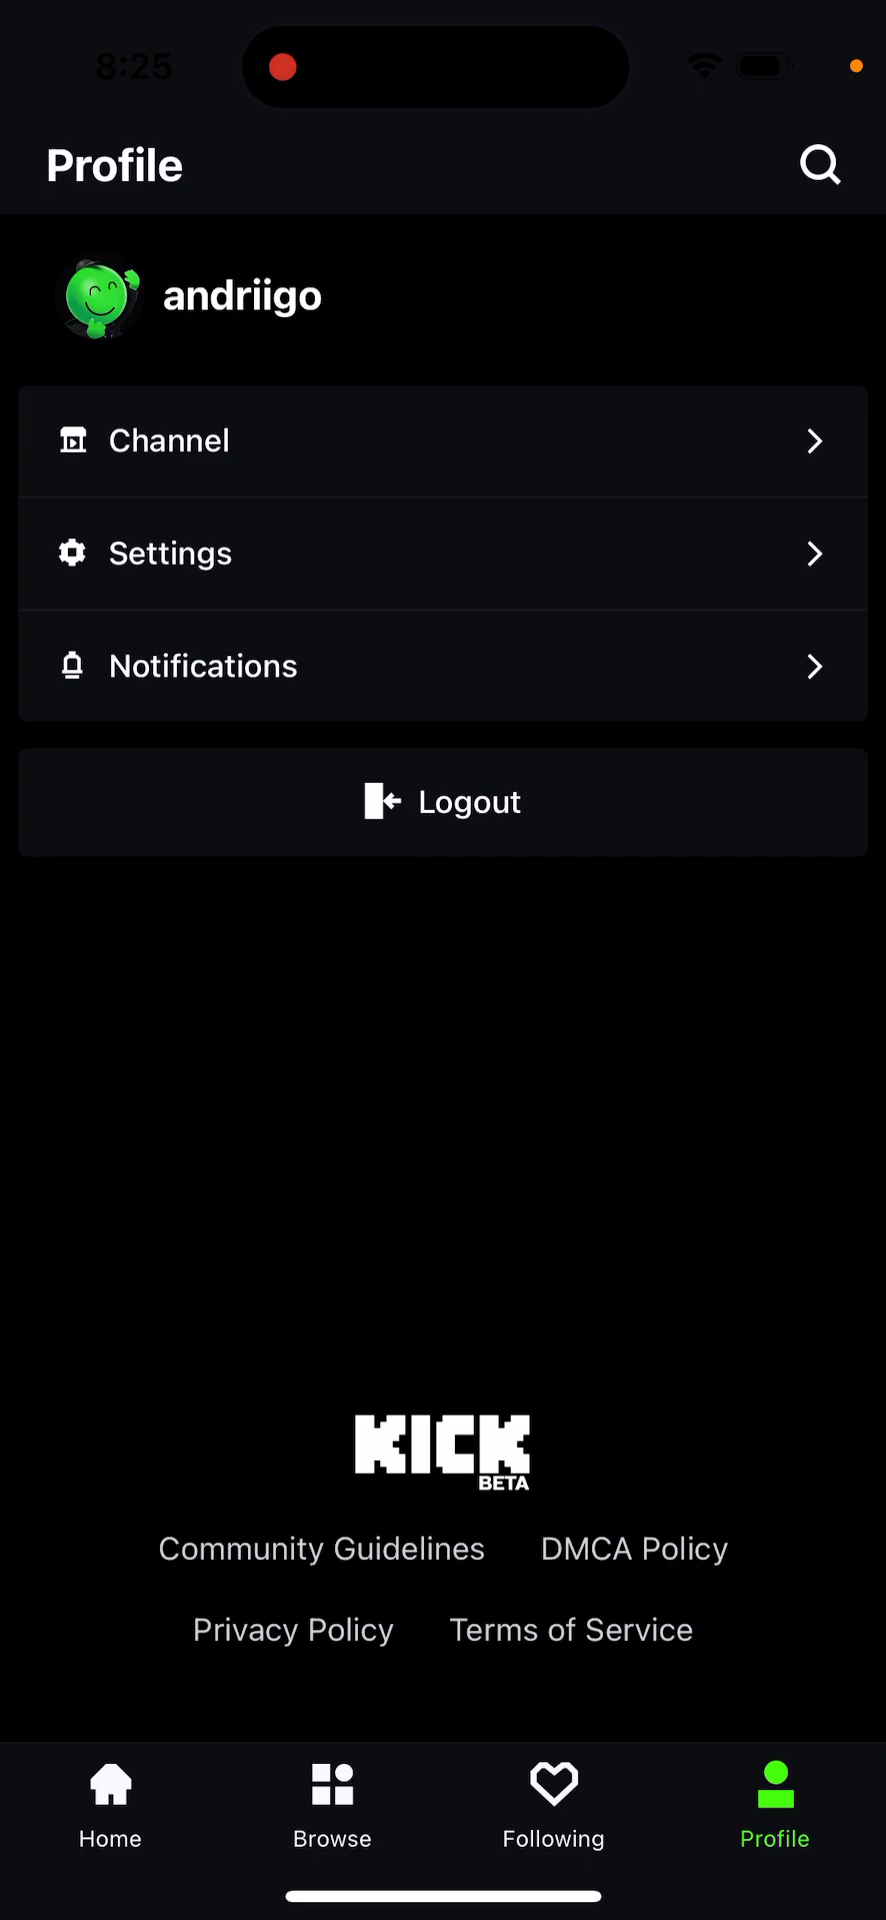 8:25
Profile
andriigo
Channel
Settings
Notifications
Logout
KICK
BETA
Community Guidelines DMCA Policy
Privacy Policy Terms of Service
Home Browse Following Profile